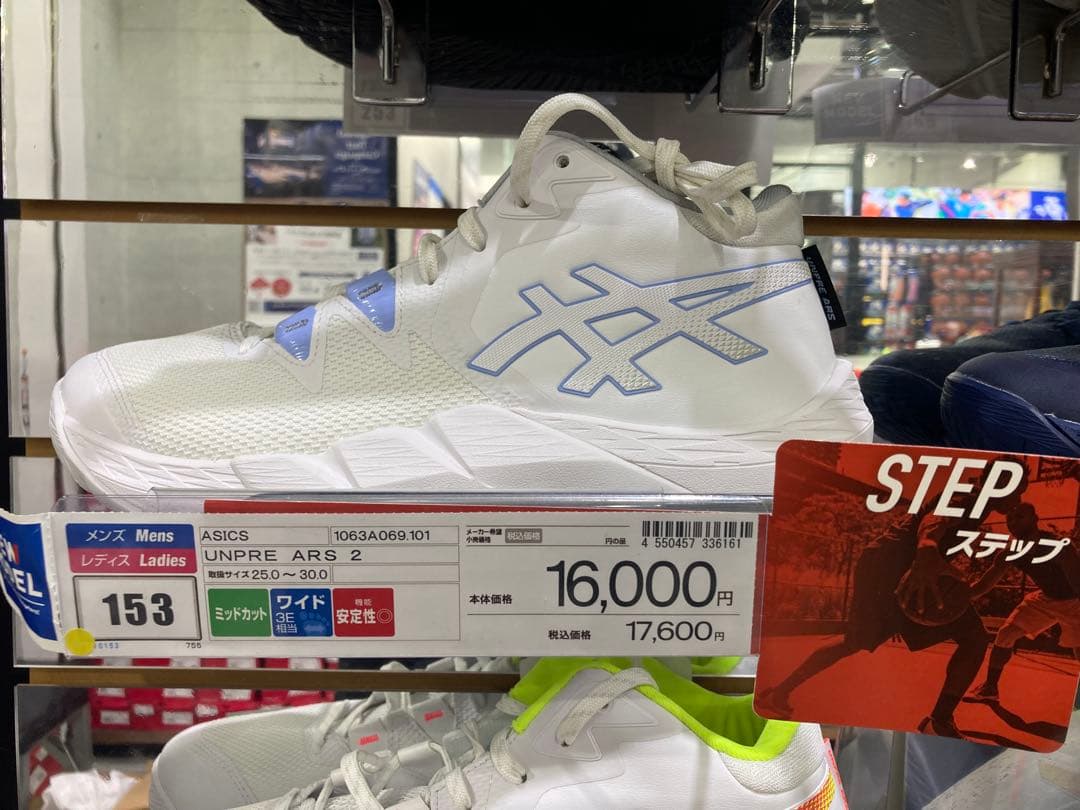 UNPRE ARS
STEP
ステップ
メンズ Mens
レディス Ladies
153
ASICS 1063A069.101
UNPRE ARS 2
取扱サイズ 25.0〜30.0
ミッドカット
ワイド
3E
相当
機能
安定性◎
メーカー希望
小売価格 税込価格 円の品
4 550457 336161
本体価格 16,000円
税込価格 17,600円
755